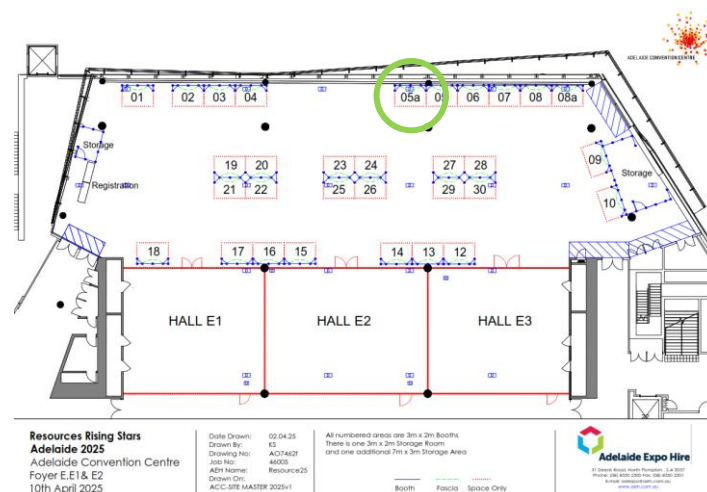 ADELAIDE CONVENTION CENTRE
01 02 03 04 05a 05 06 07 08 08a
Storage
Registration
19 20 23 24 27 28
21 22 25 26 29 30
09
Storage
10
18 17 16 15 14 13 12
HALL E1 HALL E2 HALL E3
Resources Rising Stars
Adelaide 2025
Adelaide Convention Centre
Foyer E,E1& E2
10th April 2025
Date Drawn: 02.04.25
Drawn By: KS
Drawing No: AO7462f
Job No: 46005
AEH Name: Resource25
Drawn On:
ACC-SITE MASTER 2025v1
All numbered areas are 3m x 2m Booths
There is one 3m x 2m Storage Room
and one additional 7m x 3m Storage Area
Booth Fascia Space Only
Adelaide Expo Hire